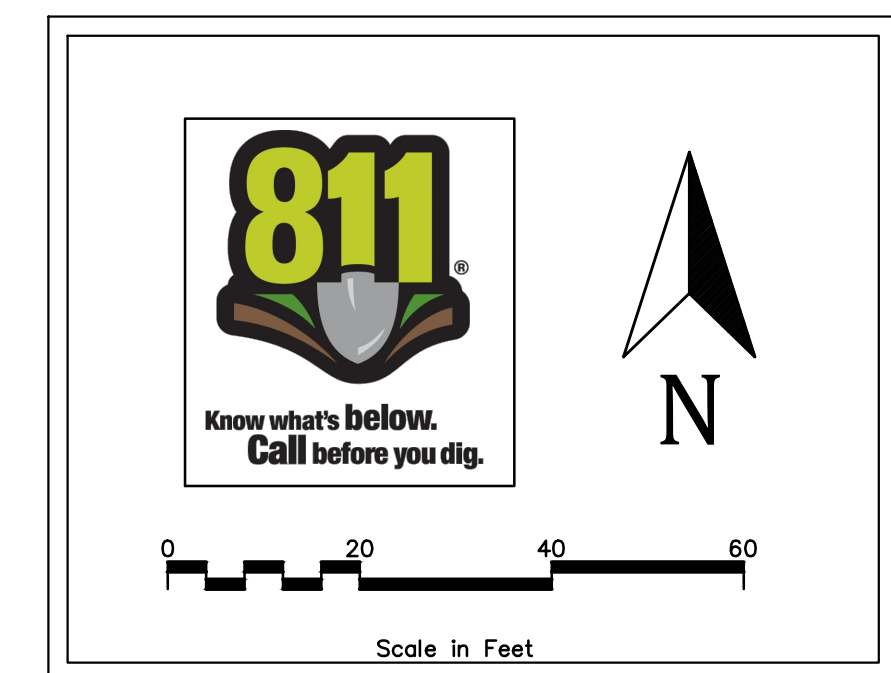 811®
Know what's below.
Call before you dig.
N
0 20 40 60
Scale in Feet